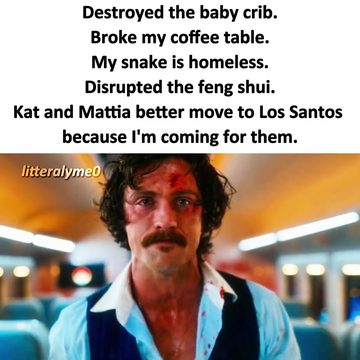 Destroyed the baby crib.
Broke my coffee table.
My snake is homeless.
Disrupted the feng shui.
Kat and Mattia better move to Los Santos
because I'm coming for them.
litteralyme0